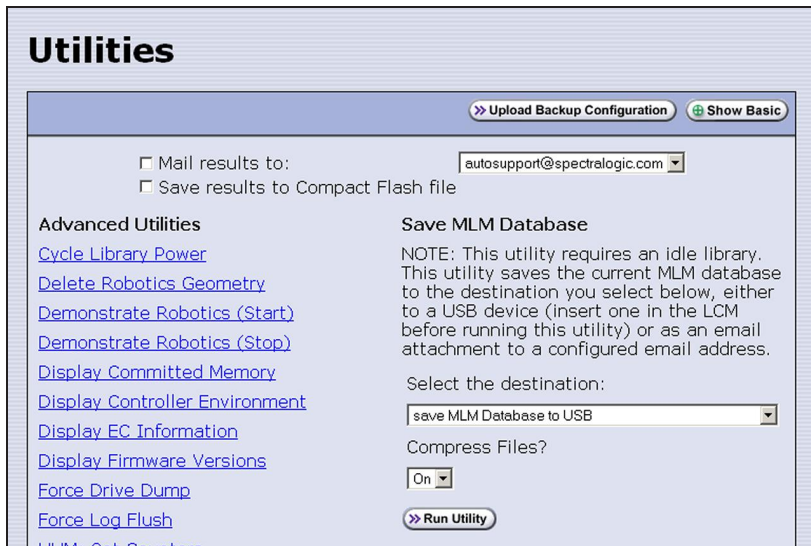 Utilities
Upload Backup Configuration
Show Basic
Mail results to:
autosupport@spectralogic.com
Save results to Compact Flash file
Advanced Utilities
Cycle Library Power
Delete Robotics Geometry
Demonstrate Robotics (Start)
Demonstrate Robotics (Stop)
Display Committed Memory
Display Controller Environment
Display EC Information
Display Firmware Versions
Force Drive Dump
Force Log Flush
Save MLM Database
NOTE: This utility requires an idle library.
This utility saves the current MLM database
to the destination you select below, either
to a USB device (insert one in the LCM
before running this utility) or as an email
attachment to a configured email address.
Select the destination:
save MLM Database to USB
Compress Files?
On
Run Utility